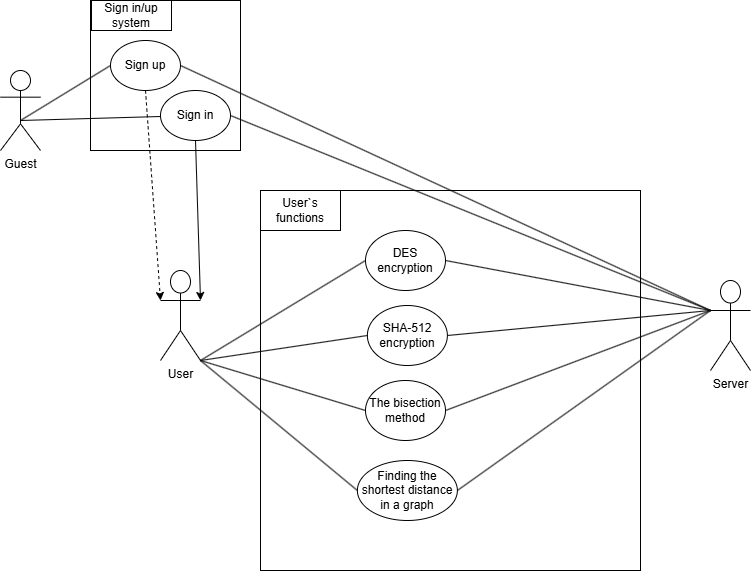 Sign in/up
system
Sign up
Sign in
Guest
User`s
functions
DES
encryption
SHA-512
encryption
User
Server
The bisection
method
Finding the
shortest distance
in a graph